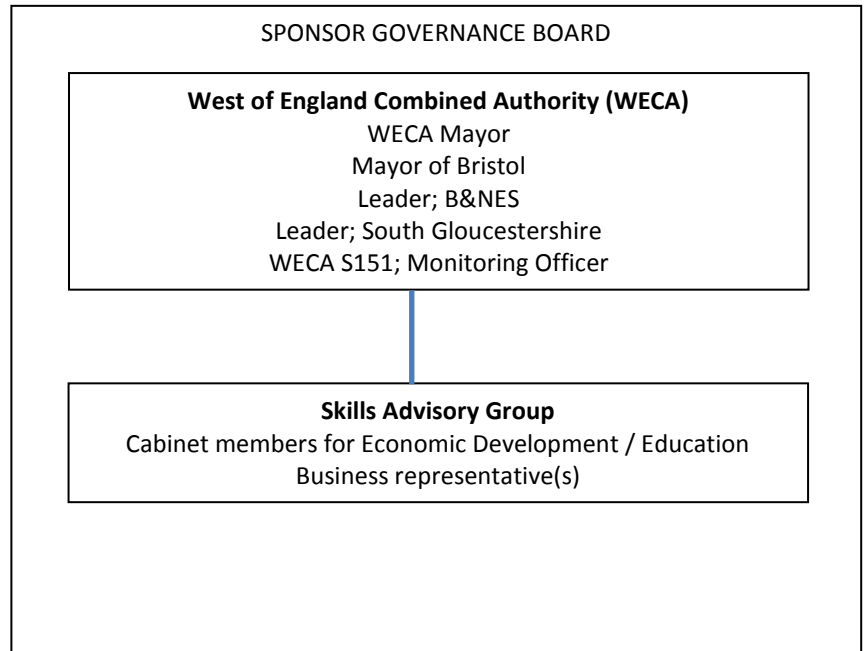 SPONSOR GOVERNANCE BOARD
West of England Combined Authority (WECA)
WECA Mayor
Mayor of Bristol
Leader; B&NES
Leader; South Gloucestershire
WECA S151; Monitoring Officer
Skills Advisory Group
Cabinet members for Economic Development / Education
Business representative(s)